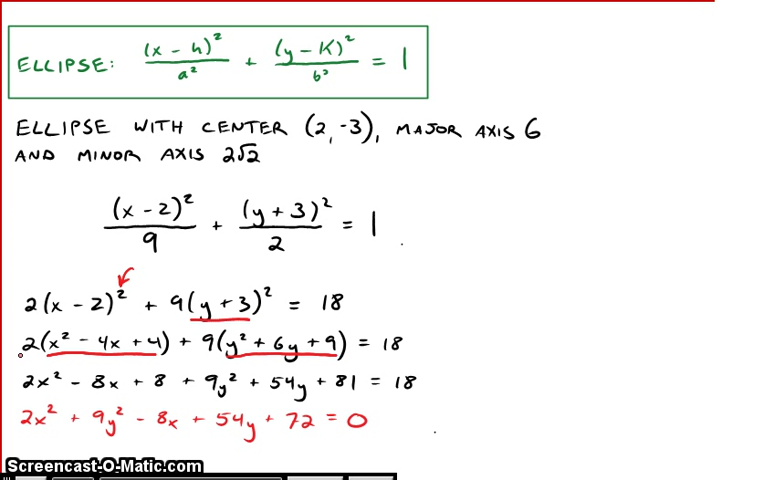 ELLIPSE: (x - h)²/a² + (y - K)²/b² = 1
ELLIPSE WITH CENTER (2, -3), MAJOR AXIS 6
AND MINOR AXIS 2√2
(x - 2)²/9 + (y + 3)²/2 = 1
2(x - 2)² + 9(y + 3)² = 18
2(x² - 4x + 4) + 9(y² + 6y + 9) = 18
2x² - 8x + 8 + 9y² + 54y + 81 = 18
2x² + 9y² - 8x + 54y + 72 = 0
Screencast-O-Matic.com